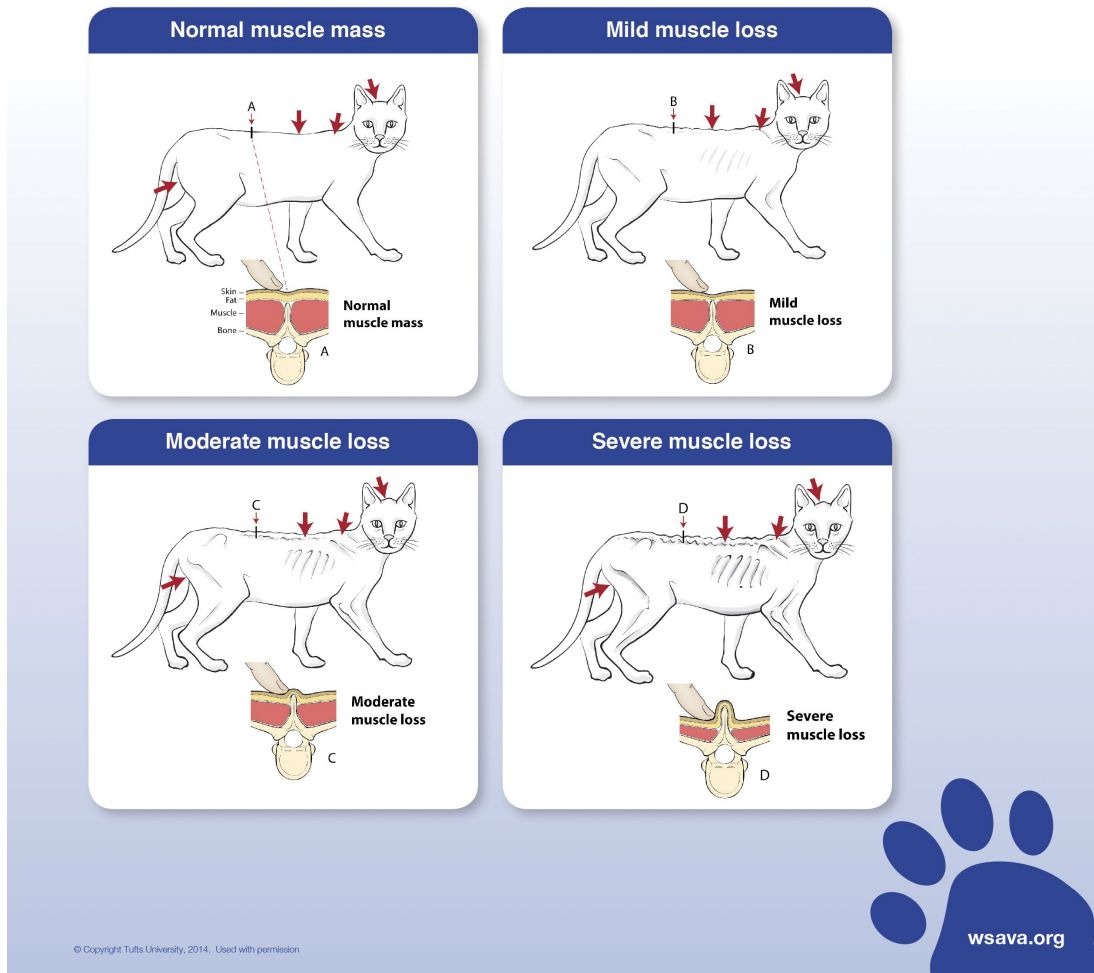 Normal muscle mass
A
Skin
Fat
Muscle
Bone
Normal
muscle mass
A
Mild muscle loss
B
Mild
muscle loss
B
Moderate muscle loss
C
Moderate
muscle loss
C
Severe muscle loss
D
Severe
muscle loss
D
© Copyright Tufts University, 2014. Used with permission
wsava.org